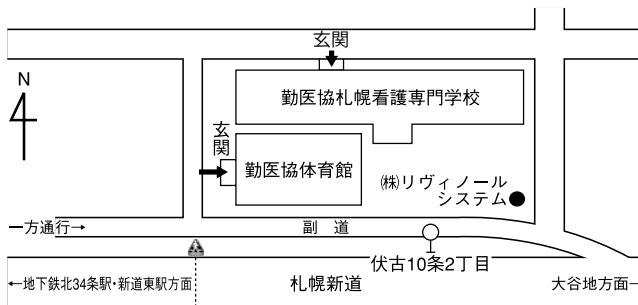 玄関
N
勤医協札幌看護専門学校
玄関
勤医協体育館
㈱リヴィノール
システム
一方通行→
副　道
伏古10条2丁目
←地下鉄北34条駅・新道東駅方面
札幌新道
大谷地方面→